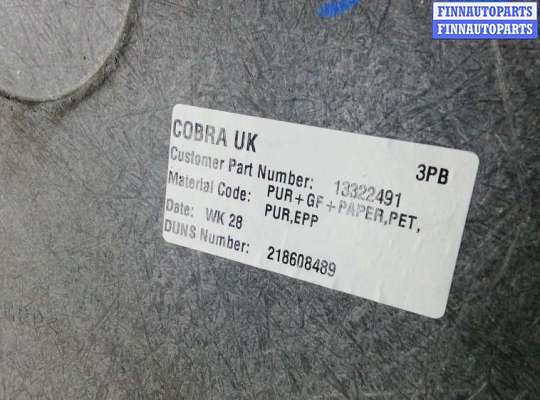 FINNAUTOPARTS
FINNAUTOPARTS
COBRA UK
3PB
Customer Part Number: 13322491
Material Code: PUR+GF+PAPER,PET,
PUR,EPP
Date: WK 28
DUNS Number: 218608489